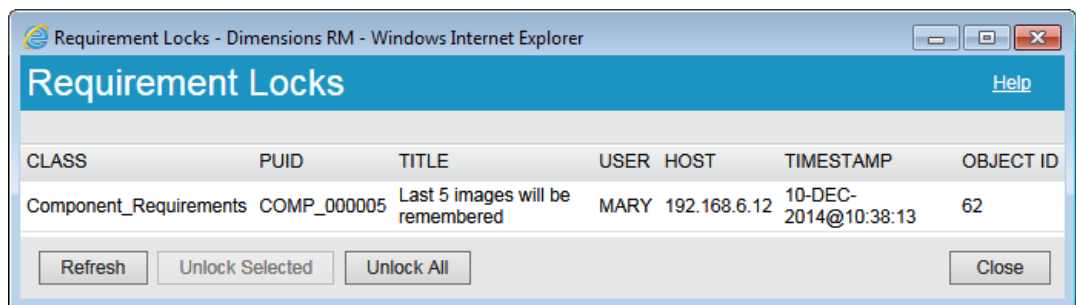 Requirement Locks - Dimensions RM - Windows Internet Explorer
Requirement Locks
Help
CLASS PUID TITLE USER HOST TIMESTAMP OBJECT ID
Component_Requirements COMP_000005 Last 5 images will be remembered MARY 192.168.6.12 10-DEC-2014@10:38:13 62
Refresh Unlock Selected Unlock All Close